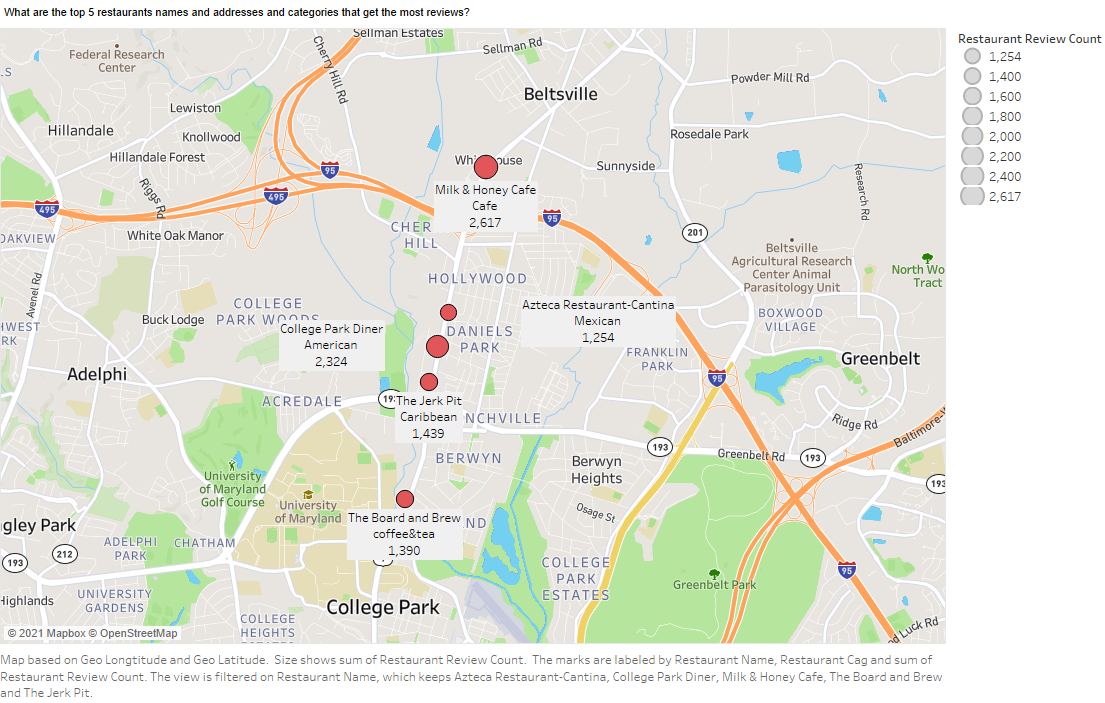 What are the top 5 restaurants names and addresses and categories that get the most reviews?
Sellman Estates
Federal Research
Center
Cherry Hill Rd
Sellman Rd
Powder Mill Rd
Beltsville
Lewiston
Hillandale
Knollwood
Rosedale Park
Hillandale Forest
Sunnyside
95
Riggs Rd
495
495
Research Rd
Milk & Honey Cafe
Cafe
2,617
95
201
CHER
HILL
OAKVIEW
White Oak Manor
Beltsville
Agricultural Research
Center Animal
Parasitology Unit
North Wo
Tract
HOLLYWOOD
Avenel Rd
COLLEGE
PARK WOODS
Buck Lodge
Azteca Restaurant-Cantina
Mexican
1,254
BOXWOOD
VILLAGE
HWEST
RK
College Park Diner
American
2,324
DANIELS
PARK
FRANKLIN
PARK
Greenbelt
Adelphi
95
ACREDALE
The Jerk Pit
Caribbean
1,439
NCHVILLE
Ridge Rd
Baltimore-
193
Greenbelt Rd
193
BERWYN
Berwyn
Heights
University
of Maryland
Golf Course
193
University
of Maryland
Osage St
gley Park
The Board and Brew
coffee&tea
1,390
ND
ADELPHI
PARK
CHATHAM
212
193
COLLEGE
PARK
ESTATES
95
Greenbelt Park
Highlands
UNIVERSITY
GARDENS
College Park
COLLEGE
HEIGHTS
d Luck Rd
© 2021 Mapbox © OpenStreetMap
Restaurant Review Count
1,254
1,400
1,600
1,800
2,000
2,200
2,400
2,617
Map based on Geo Longtitude and Geo Latitude.  Size shows sum of Restaurant Review Count.  The marks are labeled by Restaurant Name, Restaurant Cag and sum of
Restaurant Review Count. The view is filtered on Restaurant Name, which keeps Azteca Restaurant-Cantina, College Park Diner, Milk & Honey Cafe, The Board and Brew
and The Jerk Pit.